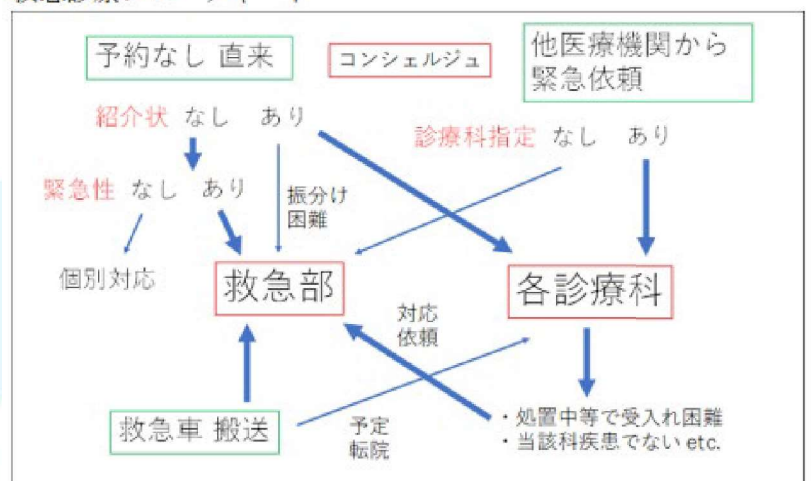 予約なし 直来
コンシェルジュ
他医療機関から
緊急依頼
紹介状 なし あり
診療科指定 なし あり
緊急性 なし あり
振分け
困難
個別対応
救急部
各診療科
対応
依頼
救急車 搬送
予定
転院
・処置中等で受入れ困難
・当該科疾患でない etc.